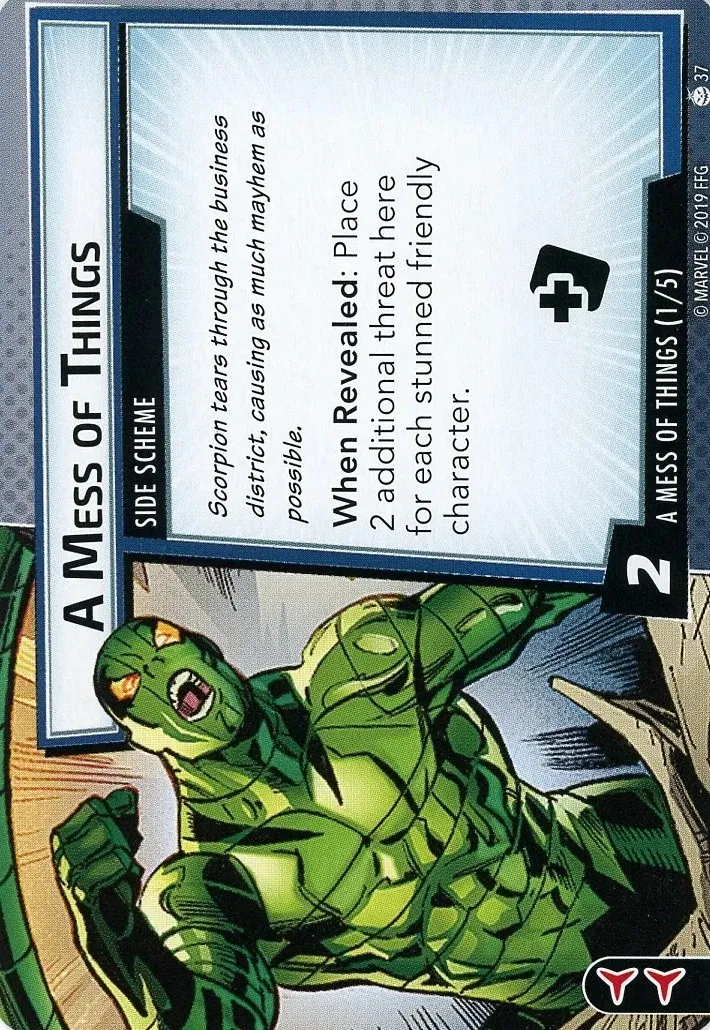 A MESS OF THINGS
SIDE SCHEME
Scorpion tears through the business
district, causing as much mayhem as
possible.
When Revealed: Place
2 additional threat here
for each stunned friendly
character.
2
A MESS OF THINGS (1/5)
© MARVEL © 2019 FFG
37